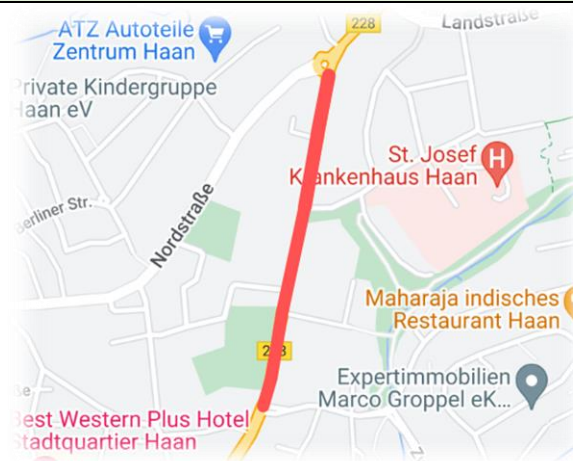 228
Landstraße
ATZ Autoteile
Zentrum Haan
Private Kindergruppe
Haan eV
St. Josef
Krankenhaus Haan
Berliner Str.
Nordstraße
Maharaja indisches
Restaurant Haan
228
Expertimmobilien
Marco Groppel eK...
Best Western Plus Hotel
Stadtquartier Haan